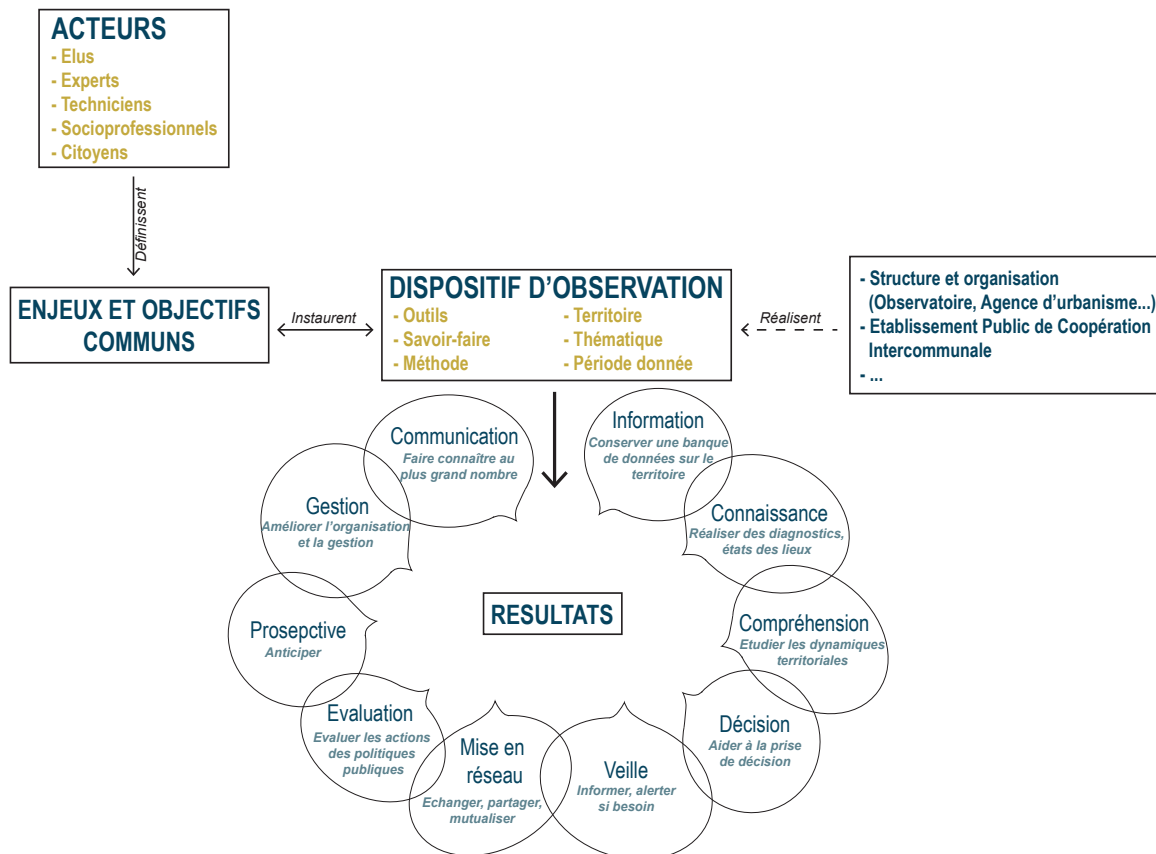 ACTEURS
- Elus
- Experts
- Techniciens
- Socioprofessionnels
- Citoyens
Définissent
ENJEUX ET OBJECTIFS
COMMUNS
Instaurent
DISPOSITIF D’OBSERVATION
- Outils
- Savoir-faire
- Méthode
- Territoire
- Thématique
- Période donnée
Réalisent
- Structure et organisation
(Observatoire, Agence d’urbanisme...)
- Etablissement Public de Coopération
Intercommunale
- ...
Information
Conserver une banque
de données sur le
territoire
Connaissance
Réaliser des diagnostics,
états des lieux
Compréhension
Etudier les dynamiques
territoriales
Décision
Aider à la prise
de décision
Veille
Informer, alerter
si besoin
Mise en
réseau
Echanger, partager,
mutualiser
Evaluation
Evaluer les actions
des politiques
publiques
Prosepctive
Anticiper
Gestion
Améliorer l’organisation
et la gestion
Communication
Faire connaître au
plus grand nombre
RESULTATS